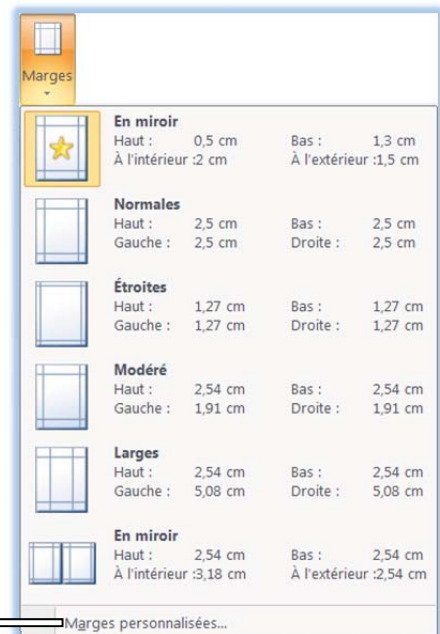 Marges
En miroir
Haut : 0,5 cm Bas : 1,3 cm
À l'intérieur :2 cm À l'extérieur :1,5 cm
Normales
Haut : 2,5 cm Bas : 2,5 cm
Gauche : 2,5 cm Droite : 2,5 cm
Étroites
Haut : 1,27 cm Bas : 1,27 cm
Gauche : 1,27 cm Droite : 1,27 cm
Modéré
Haut : 2,54 cm Bas : 2,54 cm
Gauche : 1,91 cm Droite : 1,91 cm
Larges
Haut : 2,54 cm Bas : 2,54 cm
Gauche : 5,08 cm Droite : 5,08 cm
En miroir
Haut : 2,54 cm Bas : 2,54 cm
À l'intérieur :3,18 cm À l'extérieur :2,54 cm
Marges personnalisées...